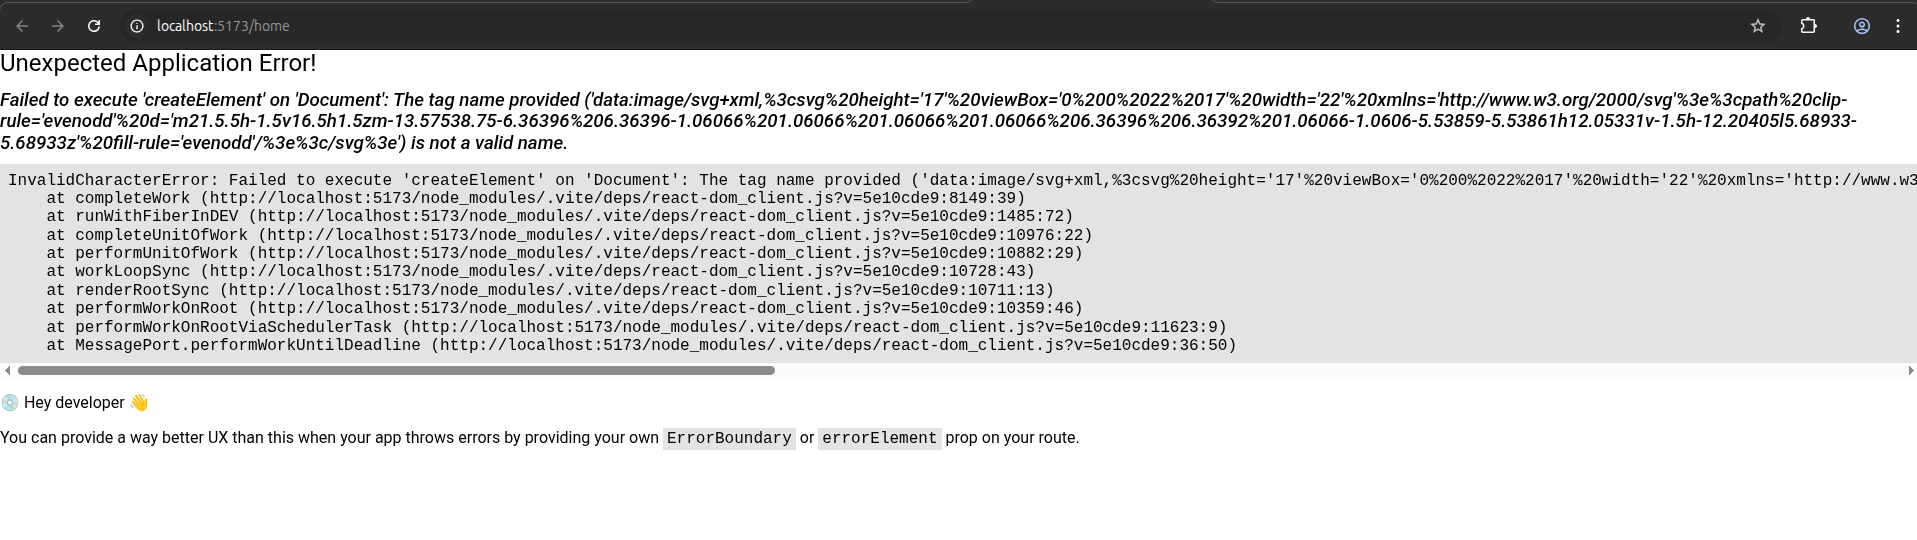 localhost:5173/home
Unexpected Application Error!
Failed to execute 'createElement' on 'Document': The tag name provided ('data:image/svg+xml,%3csvg%20height='17'%20viewBox='0%200%2022%2017'%20width='22'%20xmlns='http://www.w3.org/2000/svg'%3e%3cpath%20clip-
rule='evenodd'%20d='m21.5.5h-1.5v16.5h1.5zm-13.57538.75-6.36396%206.36396-1.06066%201.06066%201.06066%201.06066%206.36396%206.36392%201.06066-1.0606-5.53859-5.53861h12.05331v-1.5h-12.20405l5.68933-
5.68933z'%20fill-rule='evenodd'/%3e%3c/svg%3e') is not a valid name.
InvalidCharacterError: Failed to execute 'createElement' on 'Document': The tag name provided ('data:image/svg+xml,%3csvg%20height='17'%20viewBox='0%200%2022%2017'%20width='22'%20xmlns='http://www.w3
at completeWork (http://localhost:5173/node_modules/.vite/deps/react-dom_client.js?v=5e10cde9:8149:39)
at runWithFiberInDEV (http://localhost:5173/node_modules/.vite/deps/react-dom_client.js?v=5e10cde9:1485:72)
at completeUnitOfWork (http://localhost:5173/node_modules/.vite/deps/react-dom_client.js?v=5e10cde9:10976:22)
at performUnitOfWork (http://localhost:5173/node_modules/.vite/deps/react-dom_client.js?v=5e10cde9:10882:29)
at workLoopSync (http://localhost:5173/node_modules/.vite/deps/react-dom_client.js?v=5e10cde9:10728:43)
at renderRootSync (http://localhost:5173/node_modules/.vite/deps/react-dom_client.js?v=5e10cde9:10711:13)
at performWorkOnRoot (http://localhost:5173/node_modules/.vite/deps/react-dom_client.js?v=5e10cde9:10359:46)
at performWorkOnRootViaSchedulerTask (http://localhost:5173/node_modules/.vite/deps/react-dom_client.js?v=5e10cde9:11623:9)
at MessagePort.performWorkUntilDeadline (http://localhost:5173/node_modules/.vite/deps/react-dom_client.js?v=5e10cde9:36:50)
💿 Hey developer 👋
You can provide a way better UX than this when your app throws errors by providing your own ErrorBoundary or errorElement prop on your route.